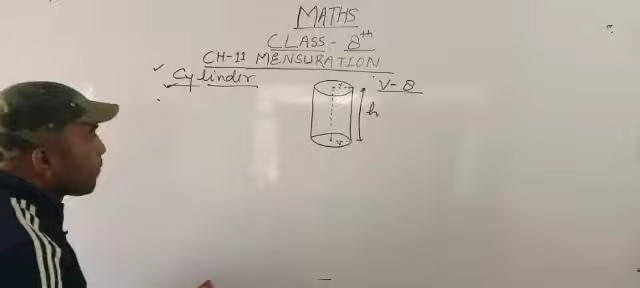 MATHS
CLASS - 8th
CH-11 MENSURATION
Cylinder
V-8
r
h
r